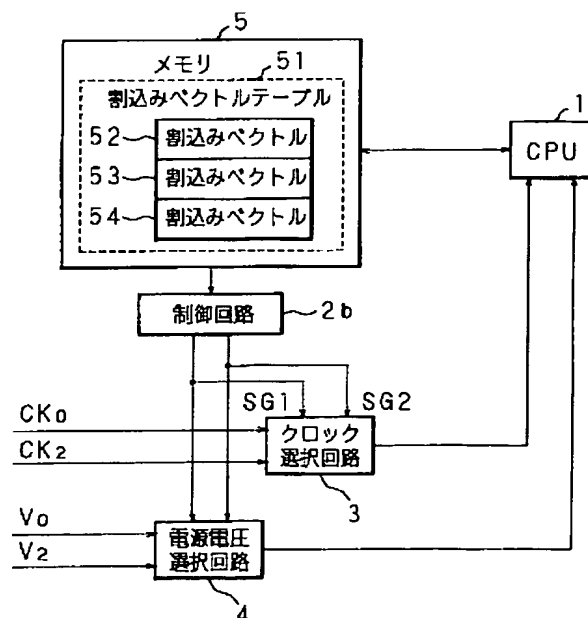 5
メモリ
51
割込みベクトルテーブル
52
割込みベクトル
53
割込みベクトル
54
割込みベクトル
1
CPU
制御回路
2b
SG1
SG2
CK0
CK2
クロック
選択回路
3
V0
V2
電源電圧
選択回路
4